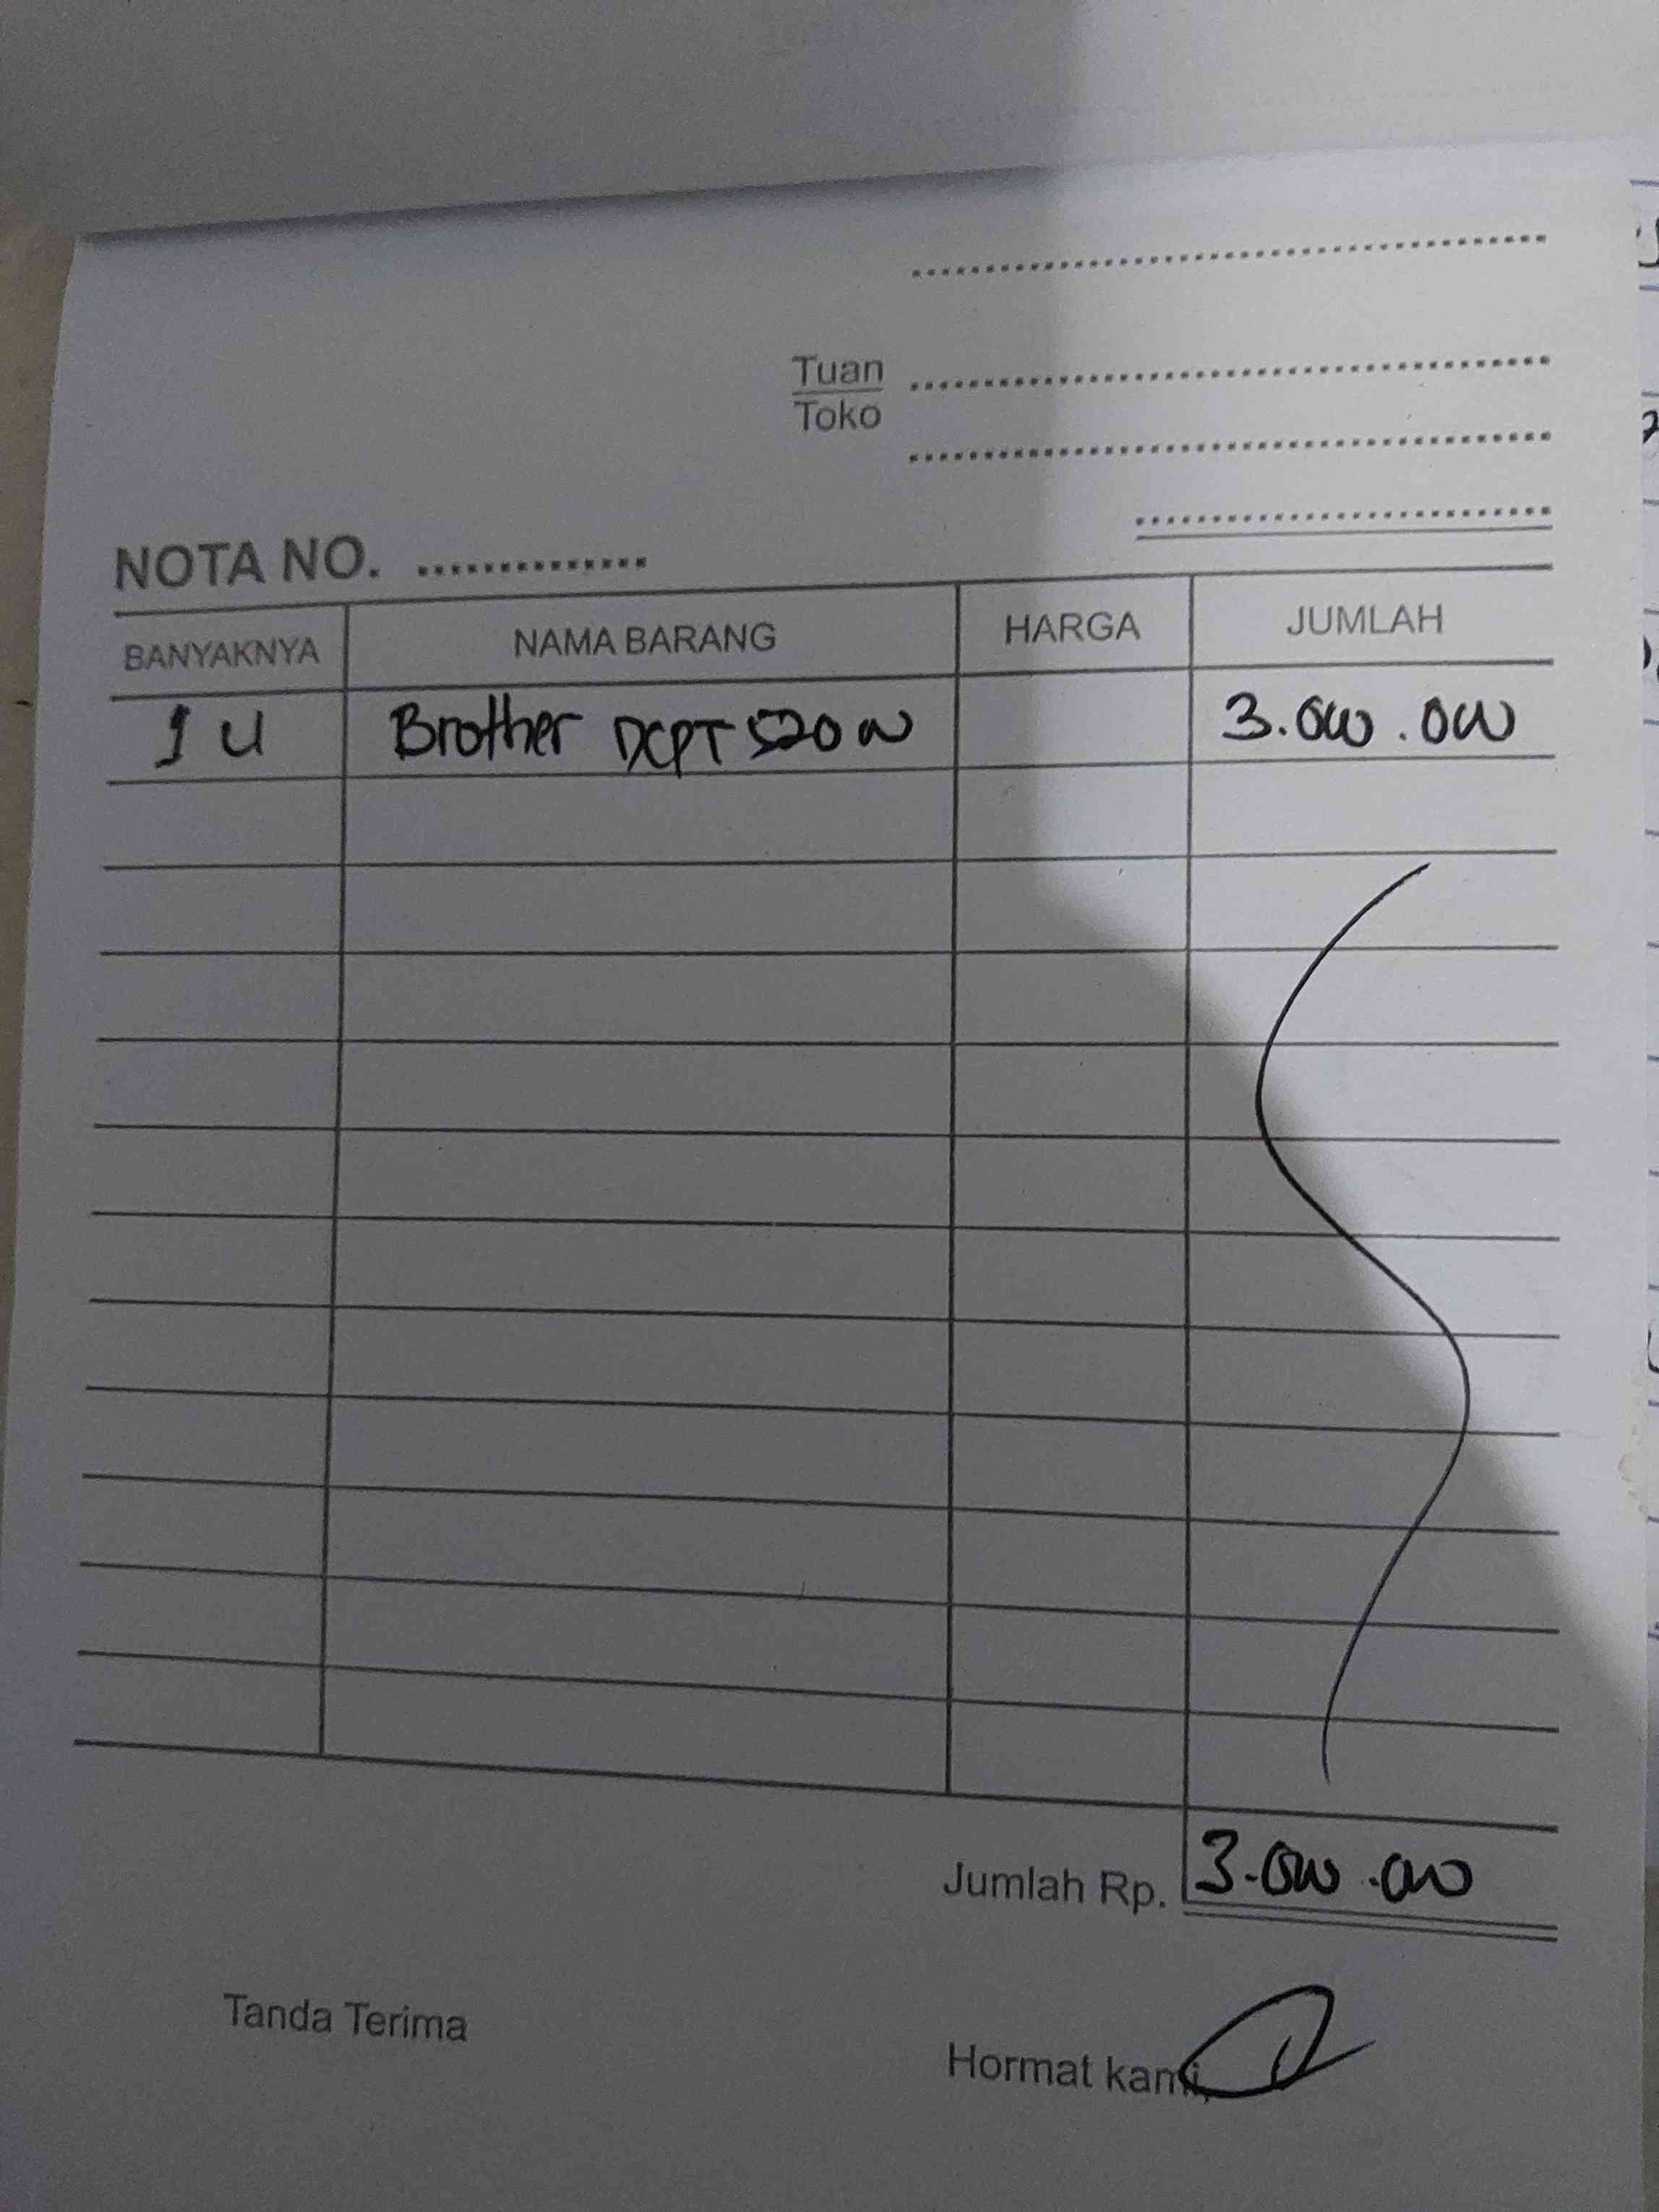 Tuan
Toko
NOTA NO. ..............
BANYAKNYA NAMA BARANG HARGA JUMLAH
1 U Brother DCPT 520 W 3.000.000
Jumlah Rp. 3.000.000
Tanda Terima
Hormat kami,